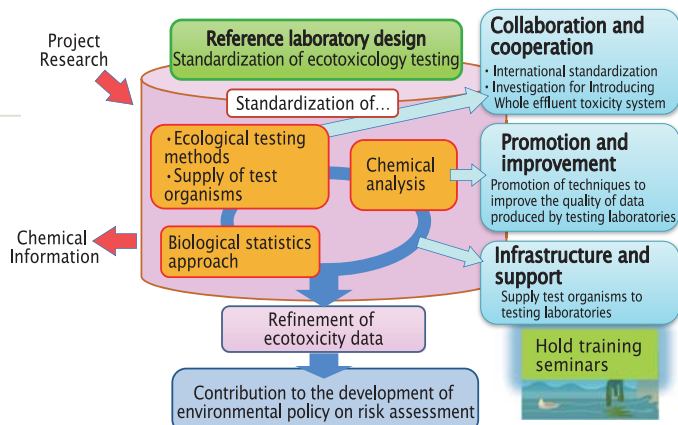 Project
Research
Reference laboratory design
Standardization of ecotoxicology testing
Standardization of...
・Ecological testing
methods
・Supply of test
organisms
Chemical
analysis
Biological statistics
approach
Chemical
Information
Refinement of
ecotoxicity data
Contribution to the development of
environmental policy on risk assessment
Collaboration and
cooperation
・International standardization
・Investigation for Introducing
Whole effluent toxicity system
Promotion and
improvement
Promotion of techniques to
improve the quality of data
produced by testing laboratories
Infrastructure and
support
Supply test organisms to
testing laboratories
Hold training
seminars